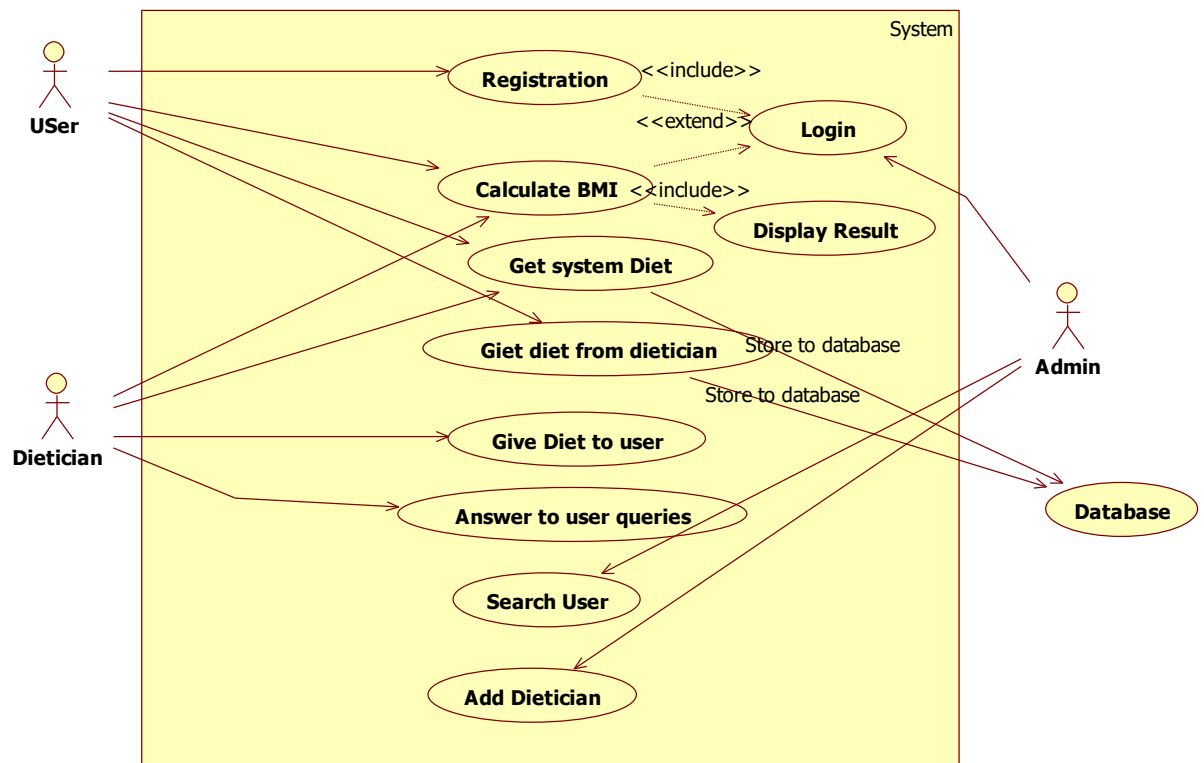 System
Registration
<<include>>
USer
<<extend>>
Login
Calculate BMI
<<include>>
Display Result
Get system Diet
Giet diet from dietician
Store to database
Admin
Store to database
Dietician
Give Diet to user
Answer to user queries
Database
Search User
Add Dietician